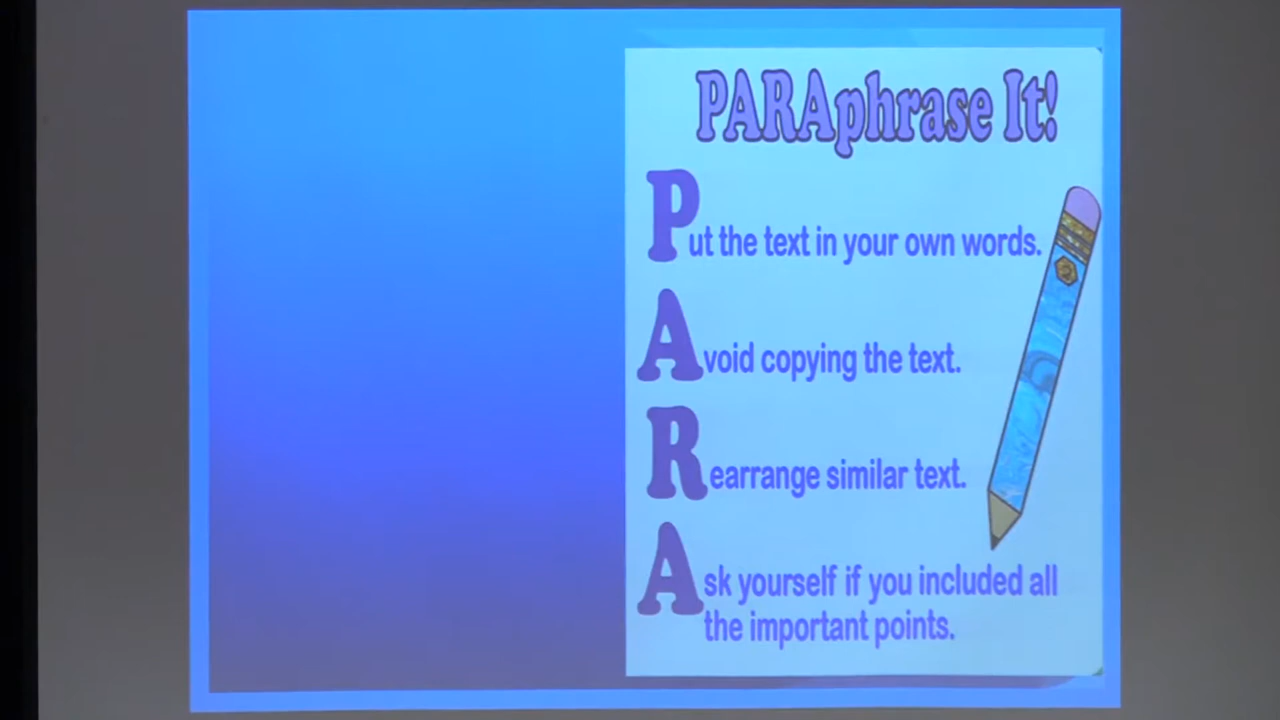 PARAphrase It!
Put the text in your own words.
Avoid copying the text.
Rearrange similar text.
Ask yourself if you included all
the important points.